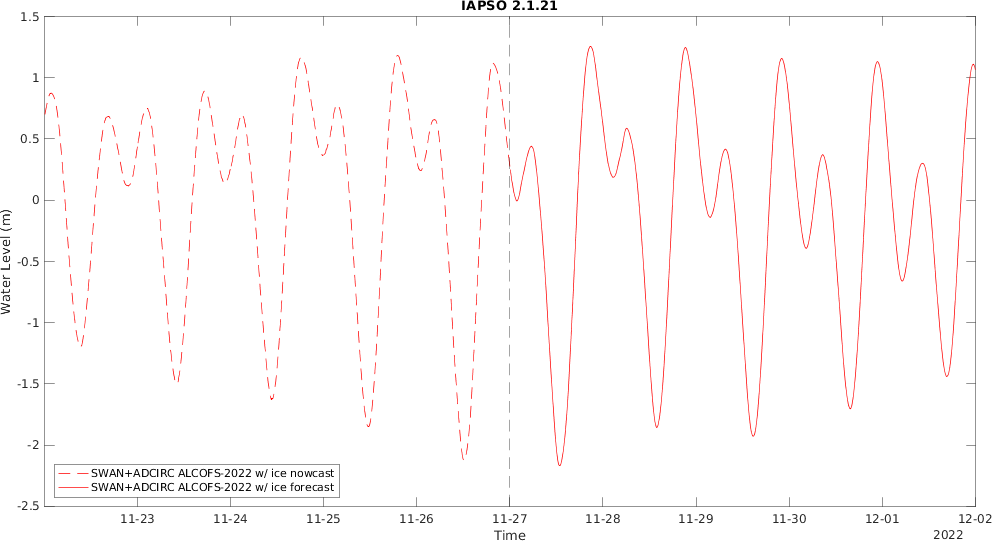 IAPSO 2.1.21
1.5
1
0.5
0
-0.5
-1
-1.5
-2
-2.5
Water Level (m)
SWAN+ADCIRC ALCOFS-2022 w/ ice nowcast
SWAN+ADCIRC ALCOFS-2022 w/ ice forecast
11-23 11-24 11-25 11-26 11-27 11-28 11-29 11-30 12-01 12-02
Time
2022